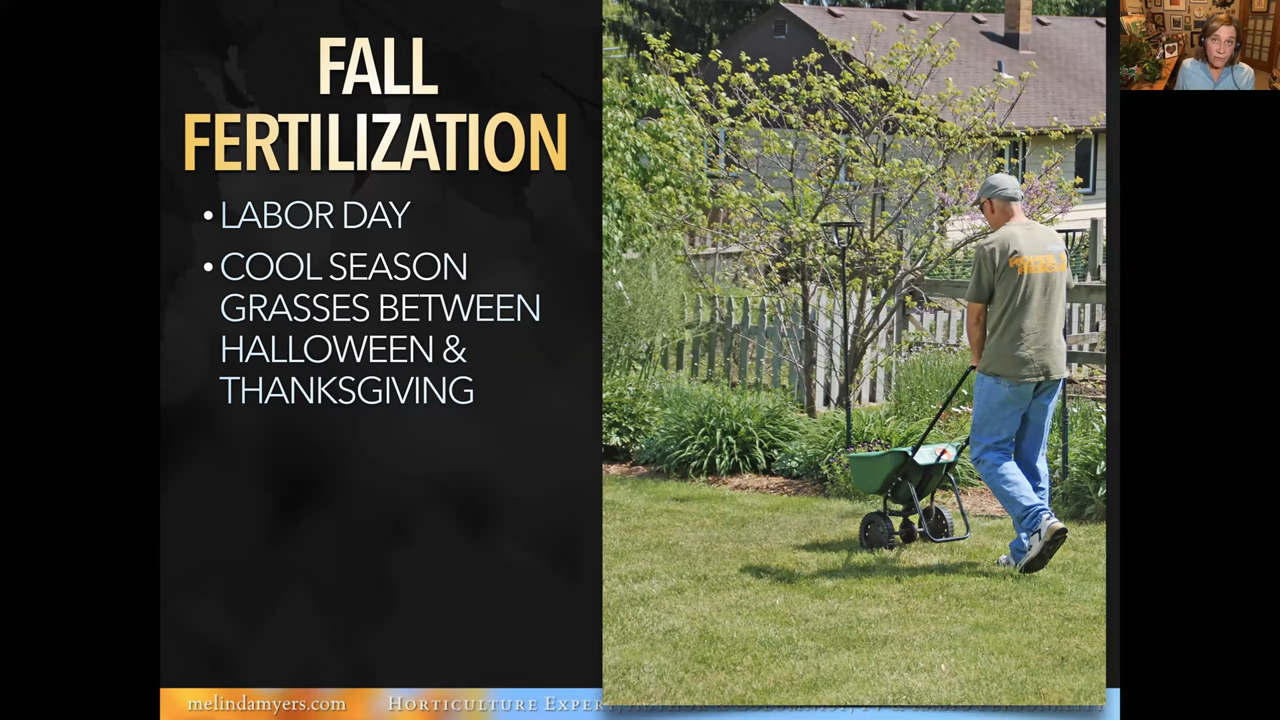 FALL
FERTILIZATION
• LABOR DAY
• COOL SEASON
GRASSES BETWEEN
HALLOWEEN &
THANKSGIVING
melindamyers.com
HORTICULTURE EXPERT,